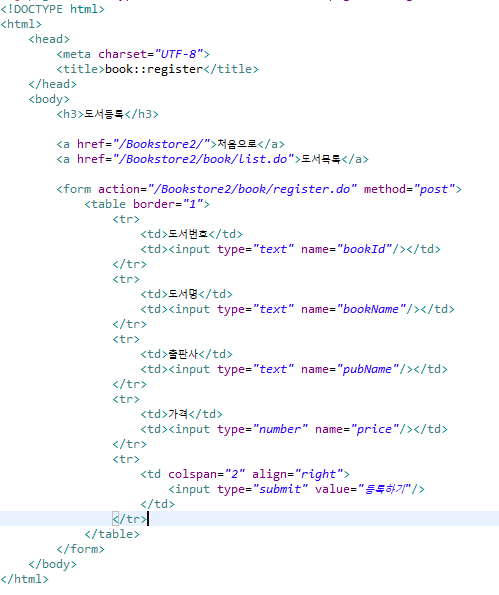 <!DOCTYPE html>
<html>
<head>
<meta charset="UTF-8">
<title>book::register</title>
</head>
<body>
<h3>도서등록</h3>
<a href="/Bookstore2/">처음으로</a>
<a href="/Bookstore2/book/list.do">도서목록</a>
<form action="/Bookstore2/book/register.do" method="post">
<table border="1">
<tr>
<td>도서번호</td>
<td><input type="text" name="bookId"/></td>
</tr>
<tr>
<td>도서명</td>
<td><input type="text" name="bookName"/></td>
</tr>
<tr>
<td>출판사</td>
<td><input type="text" name="pubName"/></td>
</tr>
<tr>
<td>가격</td>
<td><input type="number" name="price"/></td>
</tr>
<tr>
<td colspan="2" align="right">
<input type="submit" value="등록하기"/>
</td>
</tr>
</table>
</form>
</body>
</html>